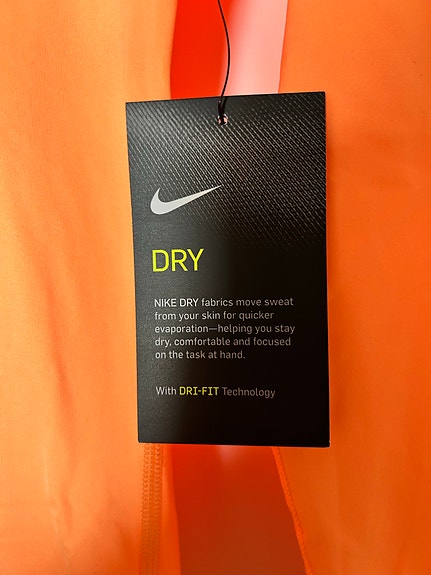 DRY
NIKE DRY fabrics move sweat
from your skin for quicker
evaporation—helping you stay
dry, comfortable and focused
on the task at hand.
With DRI-FIT Technology